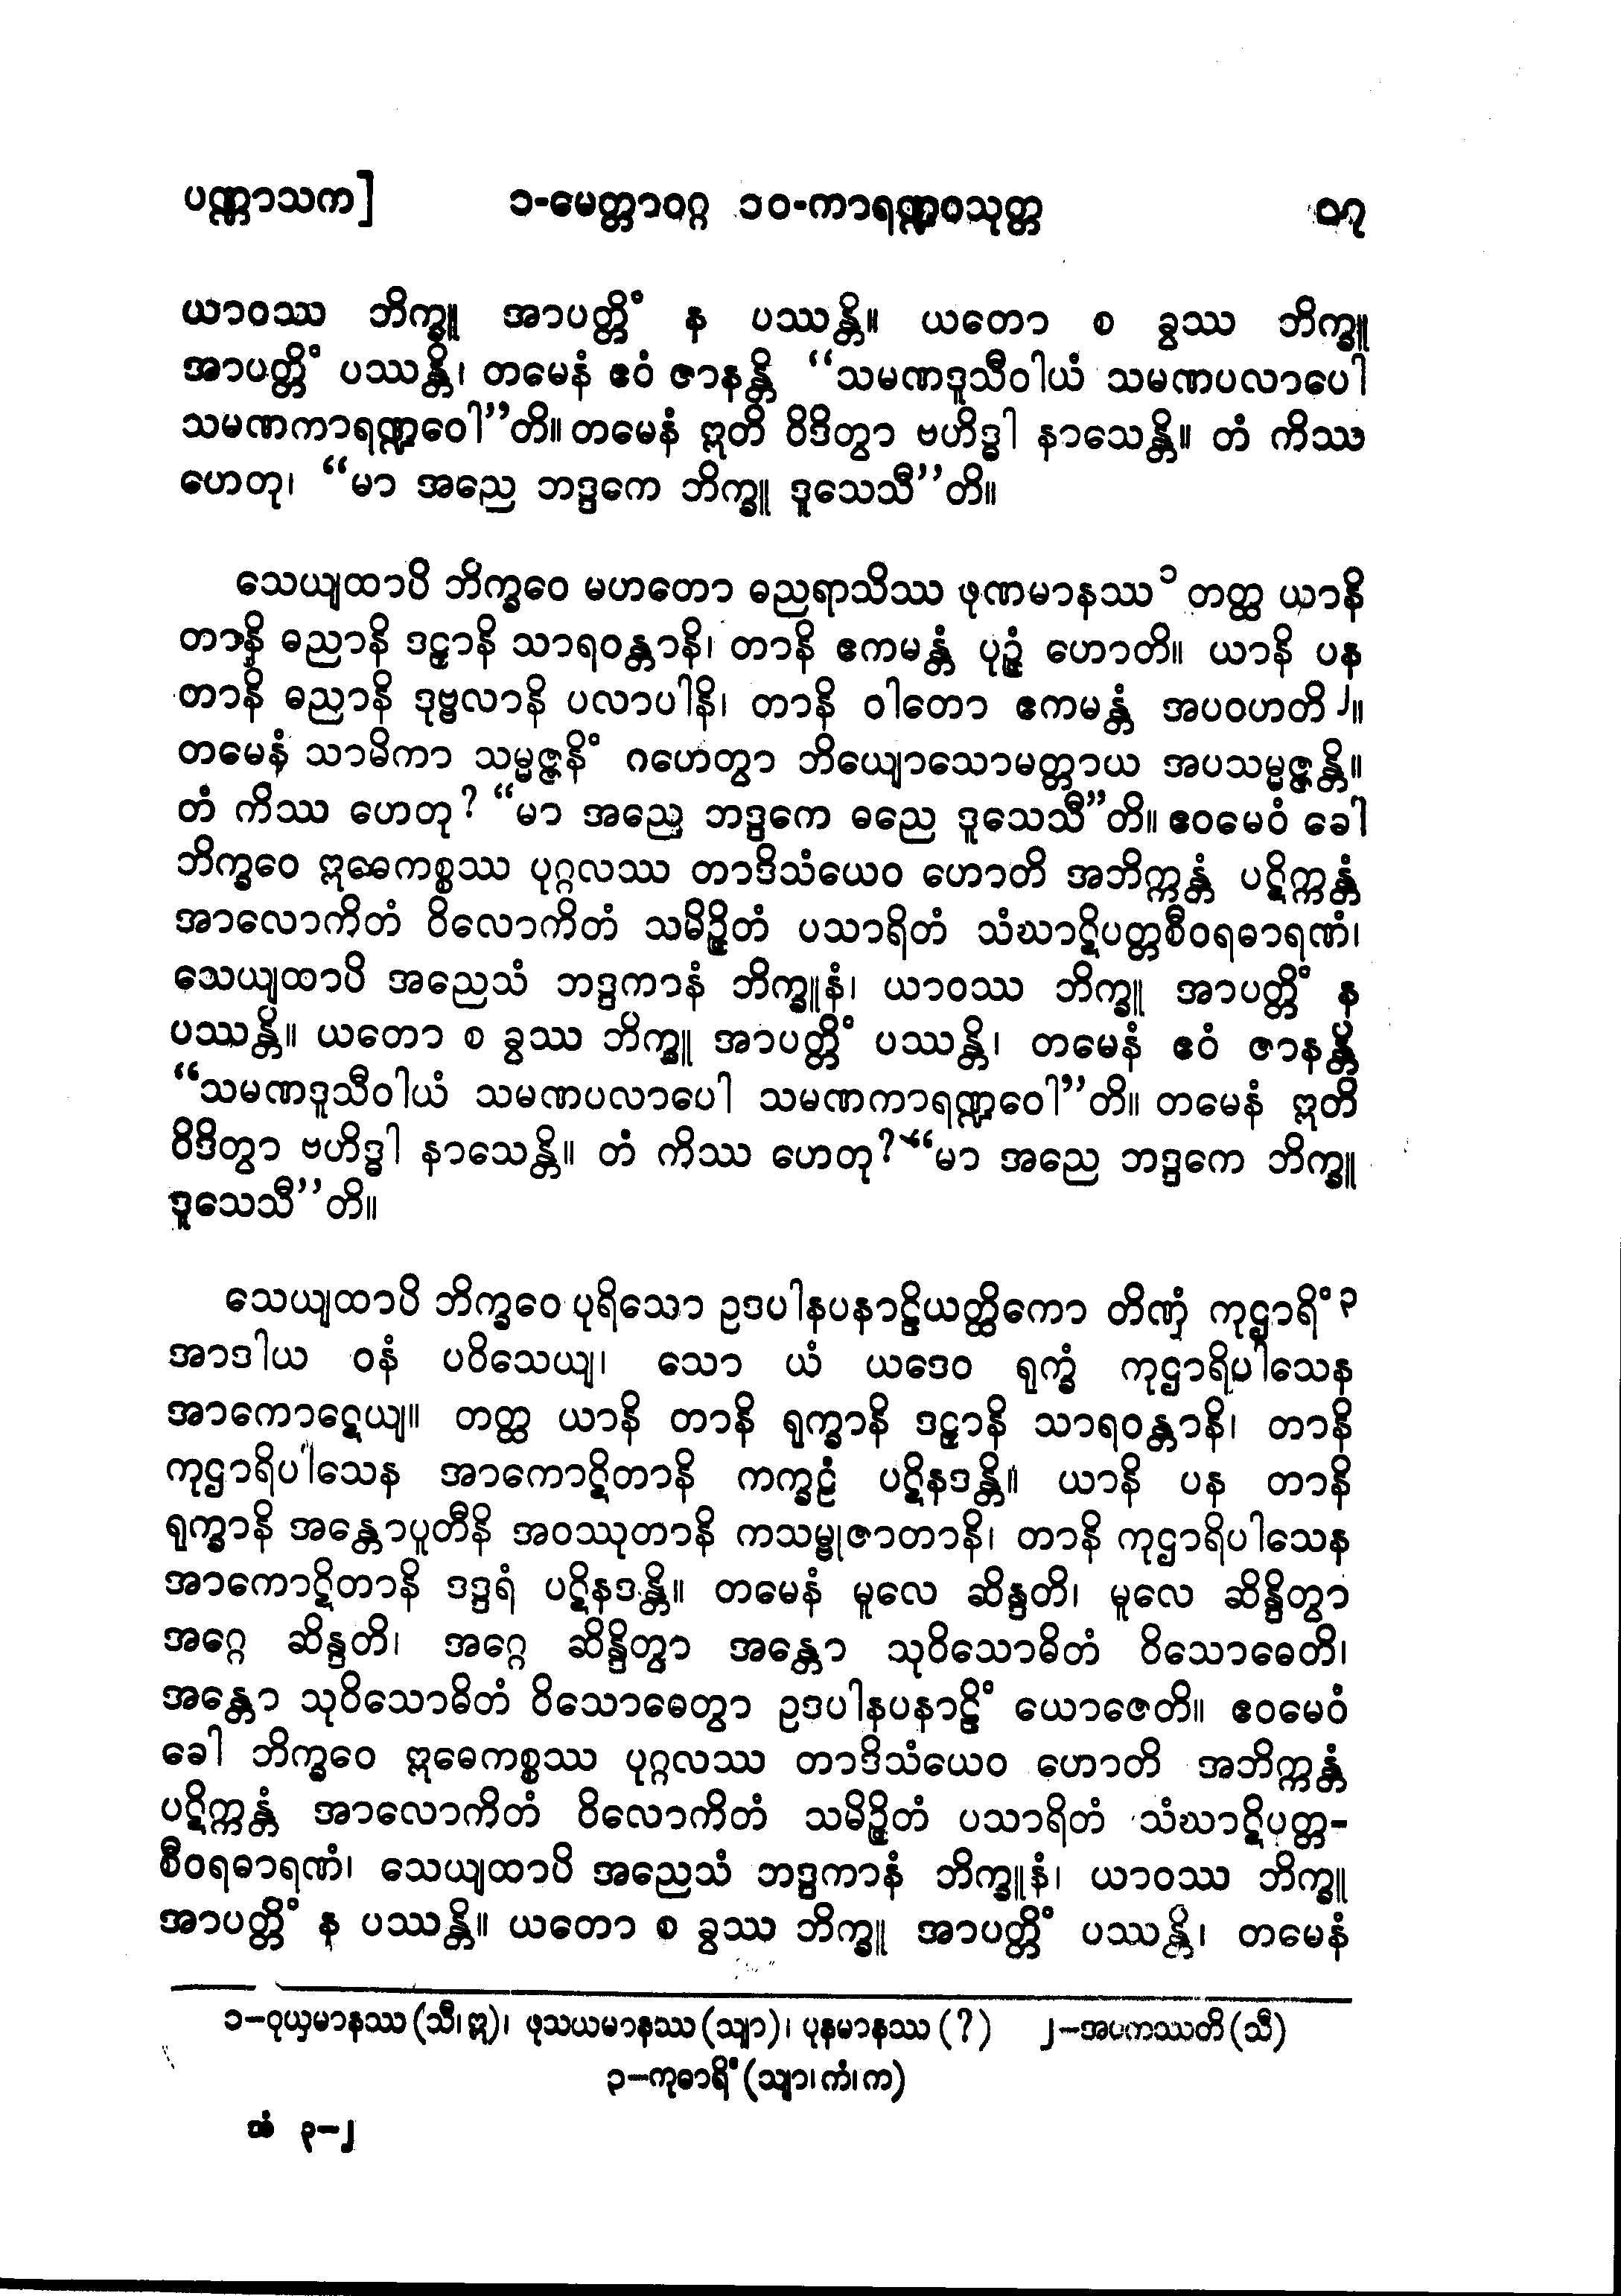 ပဏ္ဏာသက]	၁-မေတ္တာဝဂ္ဂ ၁၀-ကာရဏ္ဍဝသုတ္တ	၁၇
ယာဝဿ ဘိက္ခူ အာပတ္တိံ န ပဿန္တိ။ ယတော စ ခွဿ ဘိက္ခူ
အာပတ္တိံ ပဿန္တိ၊ တမေနံ ဧဝံ ဇာနန္တိ “သမဏဒူသီဝါယံ သမဏပလာပေါ
သမဏကာရဏ္ဍဝေါ”တိ။ တမေနံ ဣတိ ဝိဒိတွာ ဗဟိဒ္ဓါ နာသေန္တိ။ တံ ကိဿ
ဟေတု၊ “မာ အညေ ဘဒ္ဒကေ ဘိက္ခူ ဒူသေသီ”တိ။
သေယျထာပိ ဘိက္ခဝေ မဟတော ဓညရာသိဿ ဖုဏမာနဿ ၁ တတ္ထ ယာနိ
တာနိ ဓညာနိ ဒဠှာနိ သာရဝန္တာနိ၊ တာနိ ဧကမန္တံ ပုဉ္ဇံ ဟောတိ။ ယာနိ ပန
တာနိ ဓညာနိ ဒုဗ္ဗလာနိ ပလာပါနိ၊ တာနိ ဝါတော ဧကမန္တံ အပဝဟတိ ၂။
တမေနံ သာမိကာ သမ္မဇ္ဇနိံ ဂဟေတွာ ဘိယျောသောမတ္တာယ အပသမ္မဇ္ဇန္တိ။
တံ ကိဿ ဟေတု? “မာ အညေ ဘဒ္ဒကေ ဓညေ ဒူသေသီ”တိ။ ဧဝမေဝံ ခေါ
ဘိက္ခဝေ ဣဓေကစ္စဿ ပုဂ္ဂလဿ တာဒိသံယေဝ ဟောတိ အဘိက္ကန္တံ ပဋိက္ကန္တံ
အာလောကိတံ ဝိလောကိတံ သမိဉ္ဇိတံ ပသာရိတံ သံဃာဋိပတ္တစီဝရဓာရဏံ၊
သေယျထာပိ အညေသံ ဘဒ္ဒကာနံ ဘိက္ခူနံ၊ ယာဝဿ ဘိက္ခူ အာပတ္တိံ န
ပဿန္တိ။ ယတော စ ခွဿ ဘိက္ခူ အာပတ္တိံ ပဿန္တိ၊ တမေနံ ဧဝံ ဇာနန္တိ
“သမဏဒူသီဝါယံ သမဏပလာပေါ သမဏကာရဏ္ဍဝေါ”တိ။ တမေနံ ဣတိ
ဝိဒိတွာ ဗဟိဒ္ဓါ နာသေန္တိ။ တံ ကိဿ ဟေတု? “မာ အညေ ဘဒ္ဒကေ ဘိက္ခူ
ဒူသေသီ”တိ။
သေယျထာပိ ဘိက္ခဝေ ပုရိသော ဥဒပါနပနာဠိယတ္ထိကော တိဏှံ ကုဌာရိံ ၃
အာဒါယ ဝနံ ပဝိသေယျ၊ သော ယံ ယဒေဝ ရုက္ခံ ကုဌာရိပါသေန
အာကောဋေယျ။ တတ္ထ ယာနိ တာနိ ရုက္ခာနိ ဒဠှာနိ သာရဝန္တာနိ၊ တာနိ
ကုဌာရိပါသေန အာကောဋိတာနိ ကက္ခဠံ ပဋိနဒန္တိ။ ယာနိ ပန တာနိ
ရုက္ခာနိ အန္တောပူတီနိ အဝဿုတာနိ ကသမ္ဗုဇာတာနိ၊ တာနိ ကုဌာရိပါသေန
အာကောဋိတာနိ ဒဒ္ဒရံ ပဋိနဒန္တိ။ တမေနံ မူလေ ဆိန္ဒတိ၊ မူလေ ဆိန္ဒိတွာ
အဂ္ဂေ ဆိန္ဒတိ၊ အဂ္ဂေ ဆိန္ဒိတွာ အန္တော သုဝိသောဓိတံ ဝိသောဓေတိ၊
အန္တော သုဝိသောဓိတံ ဝိသောဓေတွာ ဥဒပါနပနာဠိံ ယောဇေတိ။ ဧဝမေဝံ
ခေါ ဘိက္ခဝေ ဣဓေကစ္စဿ ပုဂ္ဂလဿ တာဒိသံယေဝ ဟောတိ အဘိက္ကန္တံ
ပဋိက္ကန္တံ အာလောကိတံ ဝိလောကိတံ သမိဉ္ဇိတံ ပသာရိတံ သံဃာဋိပတ္တ-
စီဝရဓာရဏံ၊ သေယျထာပိ အညေသံ ဘဒ္ဒကာနံ ဘိက္ခူနံ၊ ယာဝဿ ဘိက္ခူ
အာပတ္တိံ န ပဿန္တိ။ ယတော စ ခွဿ ဘိက္ခူ အာပတ္တိံ ပဿန္တိ၊ တမေနံ
၁-ဝုယှမာနဿ (သီ၊ ဣ)၊ ဖုသယမာနဿ (သျာ)၊ ပုနမာနဿ (?) ၂-အပကဿတိ (သီ)
၃-ကုဓာရိံ (သျာ၊ ကံ၊ က)
အံ ၃-၂